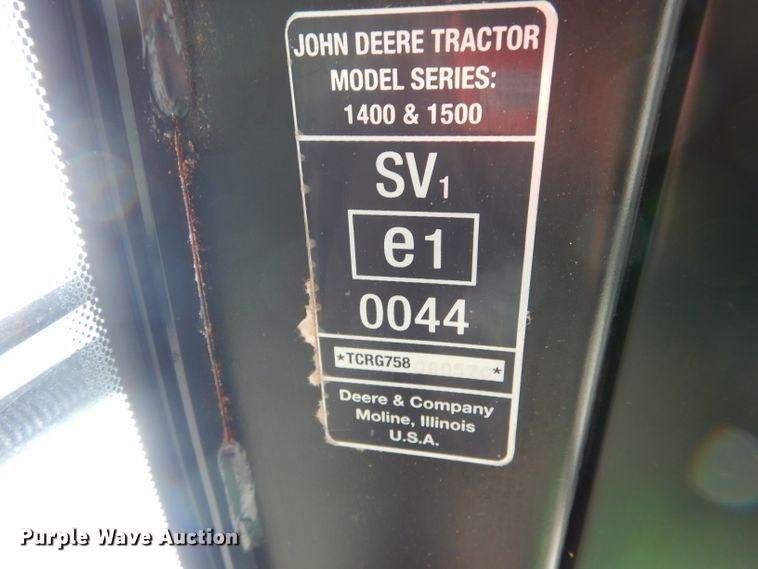 JOHN DEERE TRACTOR
MODEL SERIES:
1400 & 1500
SV1
e1
0044
*TCRG758 *
Deere & Company
Moline, Illinois
U.S.A.
Purple Wave Auction